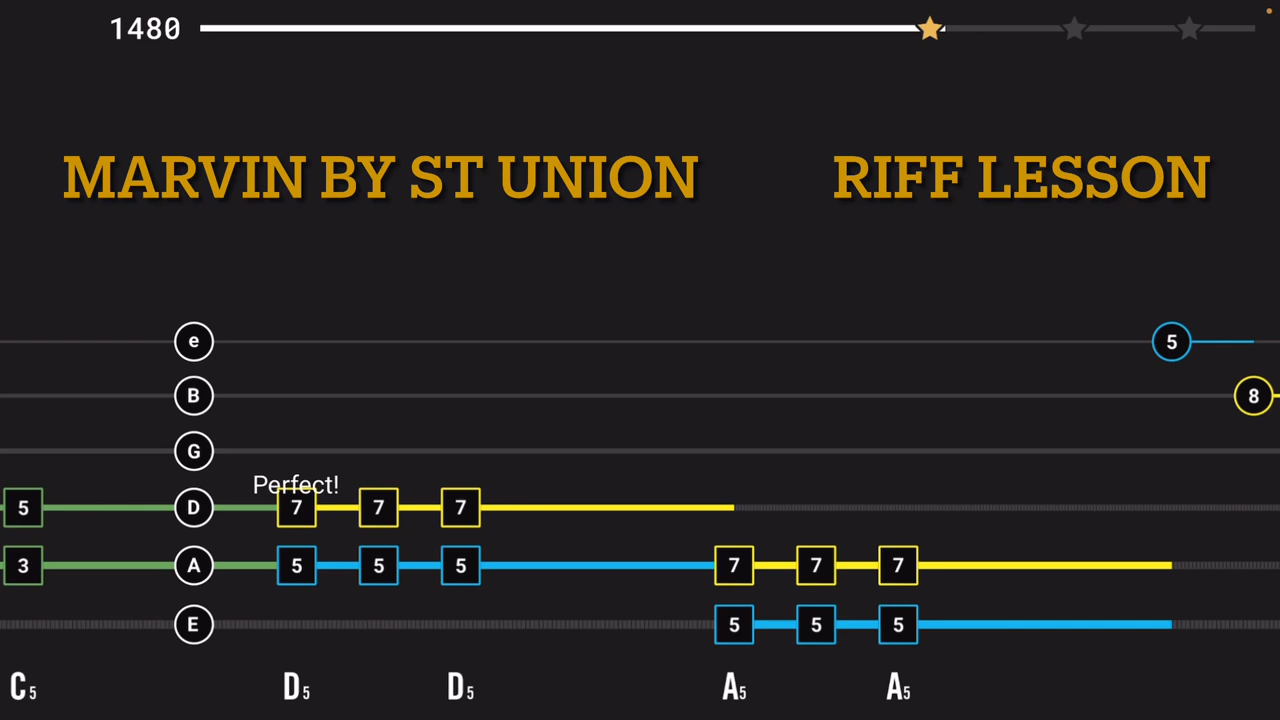 1480
MARVIN BY ST UNION RIFF LESSON
e 5
B 8
G
Perfect!
5 D 7 7 7
3 A 5 5 5 7 7 7
E 5 5 5
C5 D5 D5 A5 A5